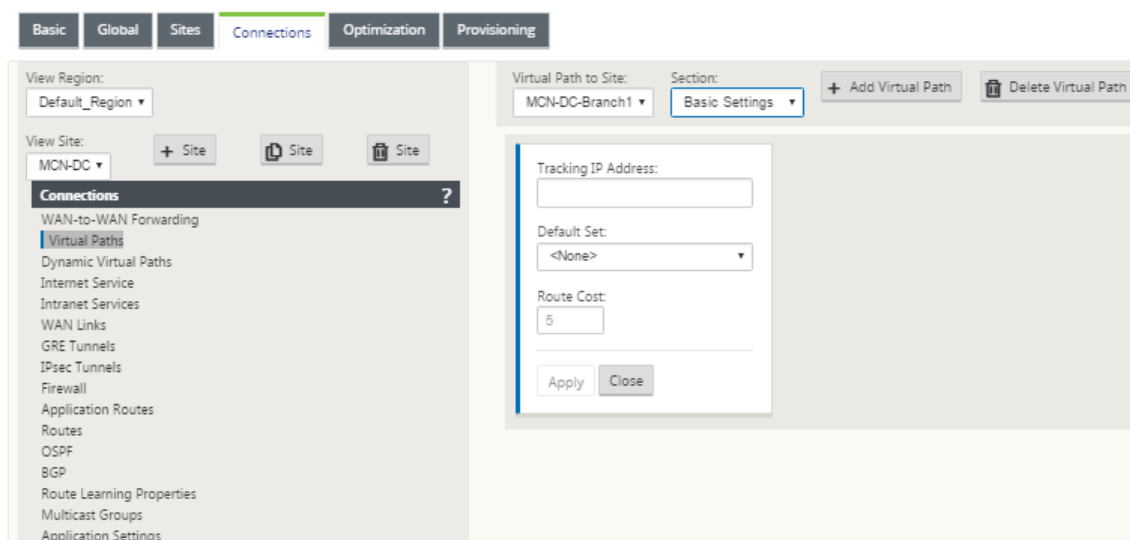 Basic Global Sites Connections Optimization Provisioning
View Region:
Default_Region
View Site:
MCN-DC
+ Site
Site
Site
Connections ?
WAN-to-WAN Forwarding
Virtual Paths
Dynamic Virtual Paths
Internet Service
Intranet Services
WAN Links
GRE Tunnels
IPsec Tunnels
Firewall
Application Routes
Routes
OSPF
BGP
Route Learning Properties
Multicast Groups
Application Settings
Virtual Path to Site: Section:
MCN-DC-Branch1 Basic Settings + Add Virtual Path Delete Virtual Path
Tracking IP Address:
Default Set:
<None>
Route Cost:
5
Apply Close